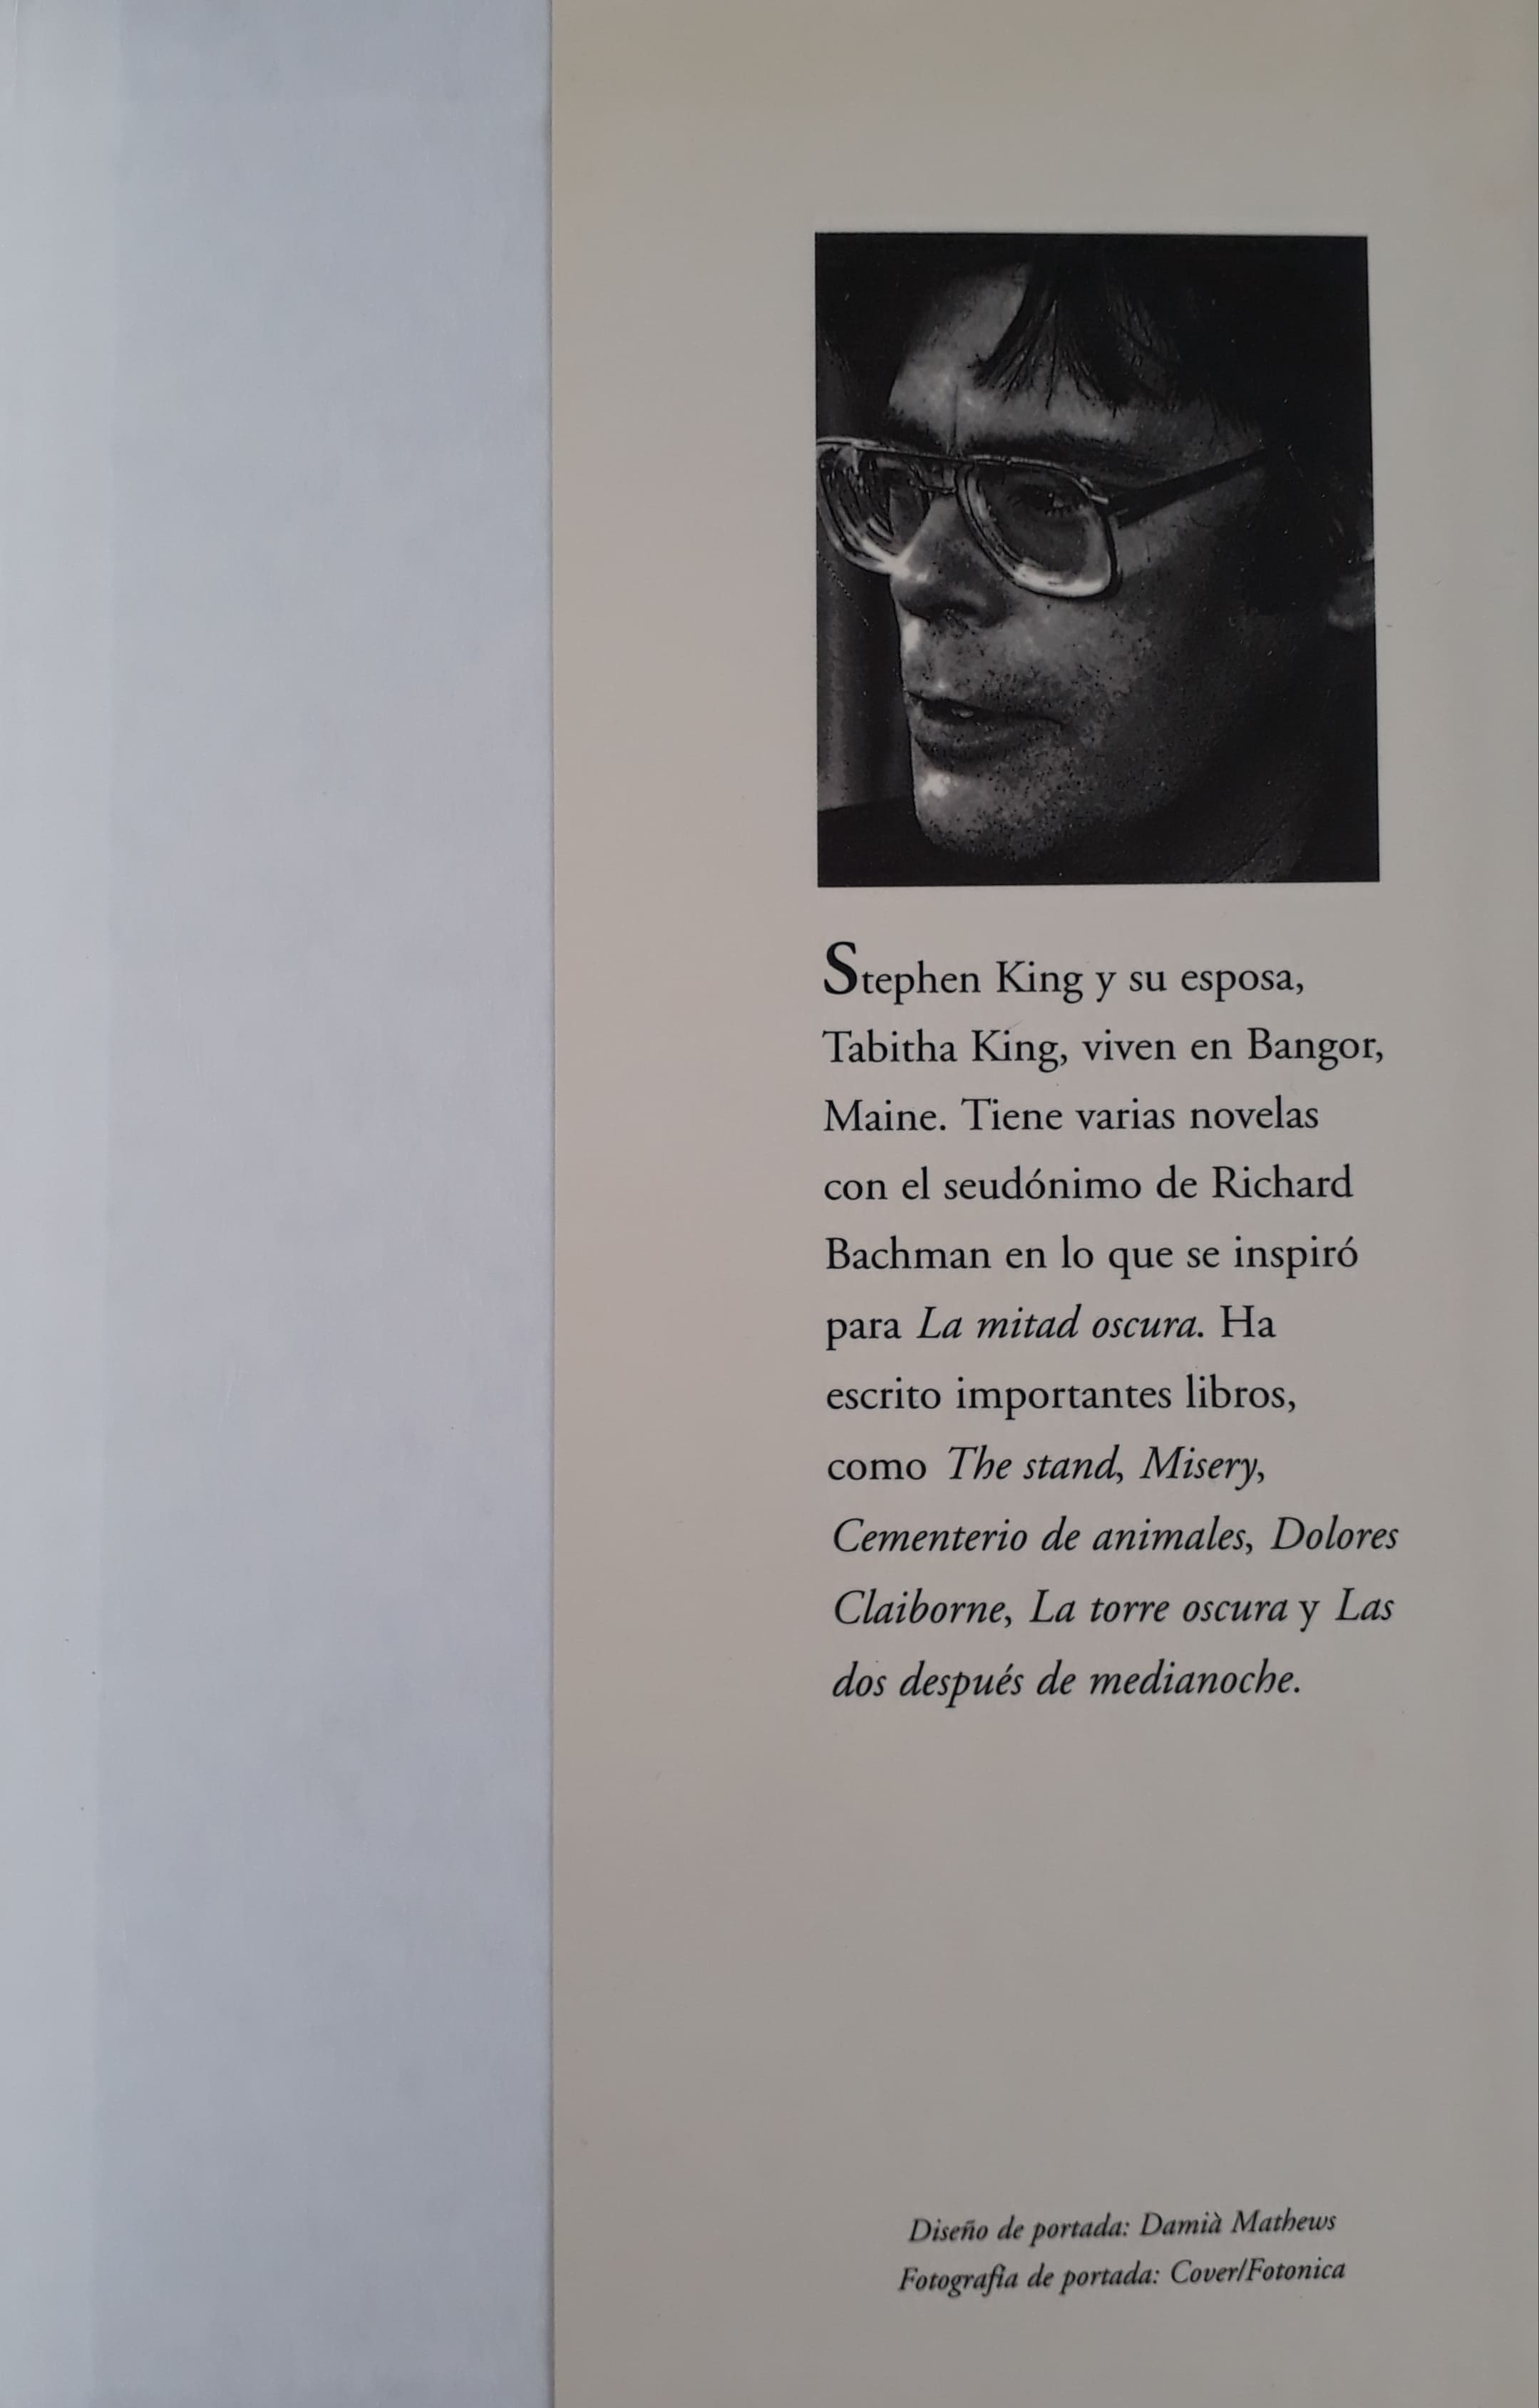 Stephen King y su esposa,
Tabitha King, viven en Bangor,
Maine. Tiene varias novelas
con el seudónimo de Richard
Bachman en lo que se inspiró
para La mitad oscura. Ha
escrito importantes libros,
como The stand, Misery,
Cementerio de animales, Dolores
Claiborne, La torre oscura y Las
dos después de medianoche.
Diseño de portada: Damià Mathews
Fotografía de portada: Cover/Fotonica